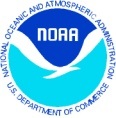 NATIONAL OCEANIC AND ATMOSPHERIC ADMINISTRATION
NOAA
U.S. DEPARTMENT OF COMMERCE